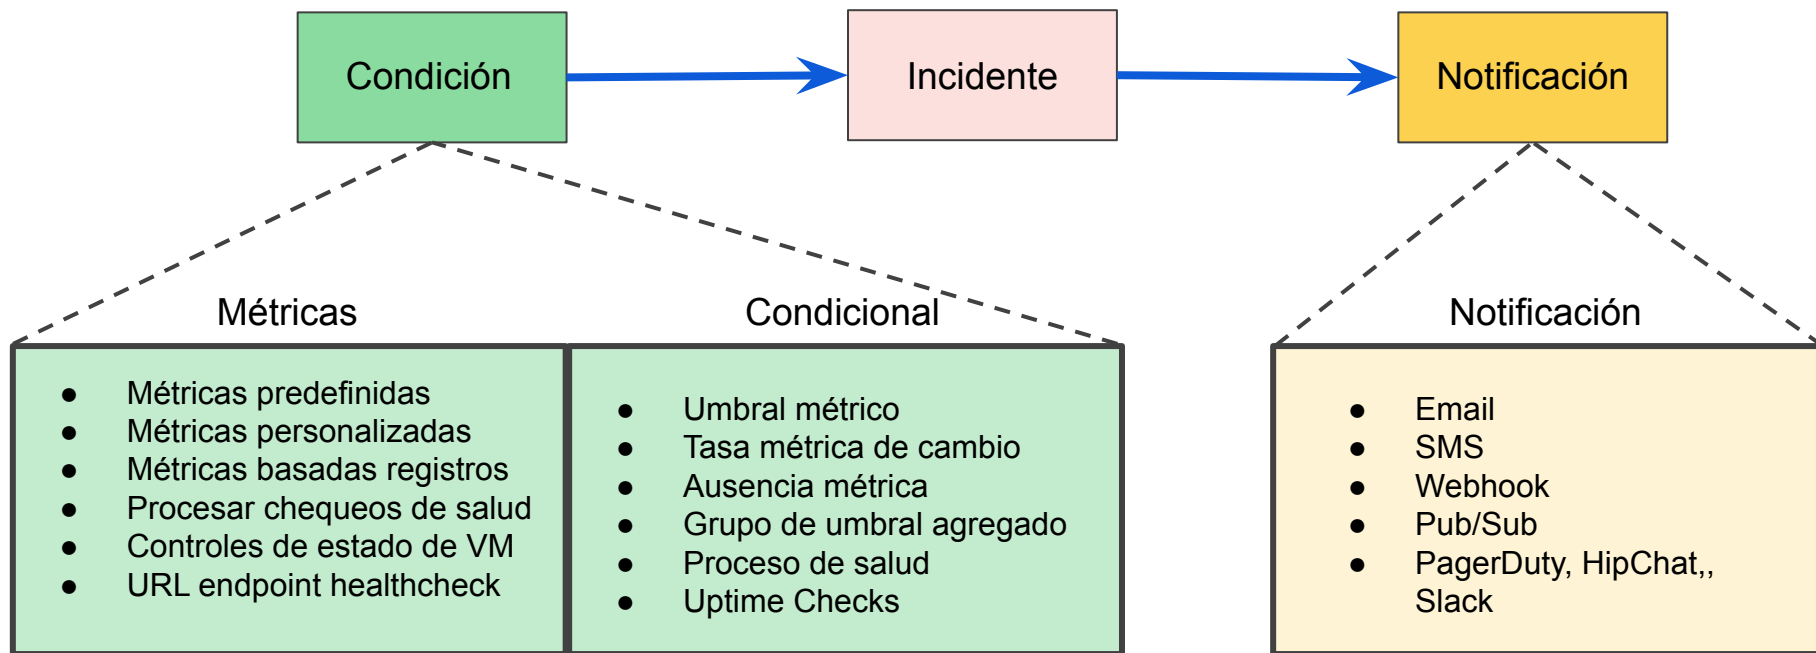 Condición
Incidente
Notificación
Métricas
● Métricas predefinidas
● Métricas personalizadas
● Métricas basadas registros
● Procesar chequeos de salud
● Controles de estado de VM
● URL endpoint healthcheck
Condicional
● Umbral métrico
● Tasa métrica de cambio
● Ausencia métrica
● Grupo de umbral agregado
● Proceso de salud
● Uptime Checks
Notificación
● Email
● SMS
● Webhook
● Pub/Sub
● PagerDuty, HipChat,,
Slack